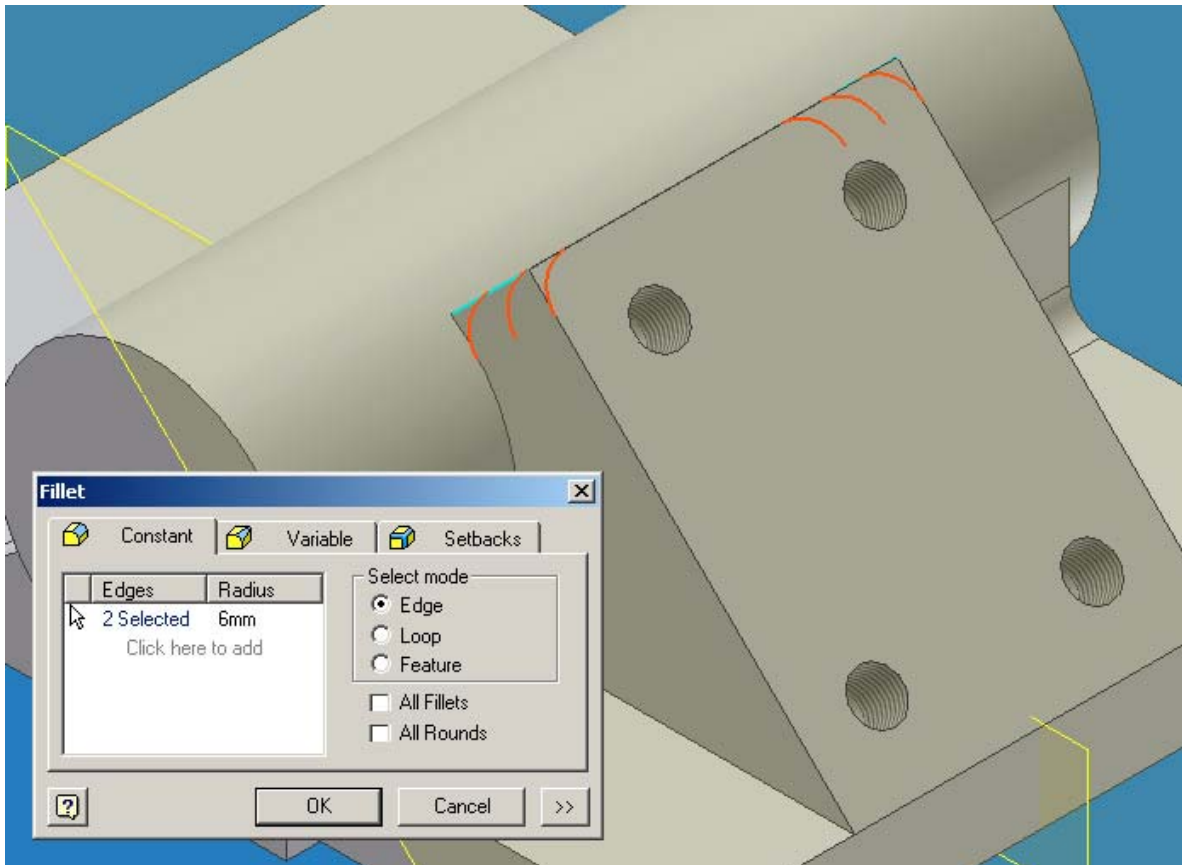 Fillet
Constant Variable Setbacks
Edges Radius
2 Selected 6mm
Click here to add
Select mode
Edge
Loop
Feature
All Fillets
All Rounds
? OK Cancel >>